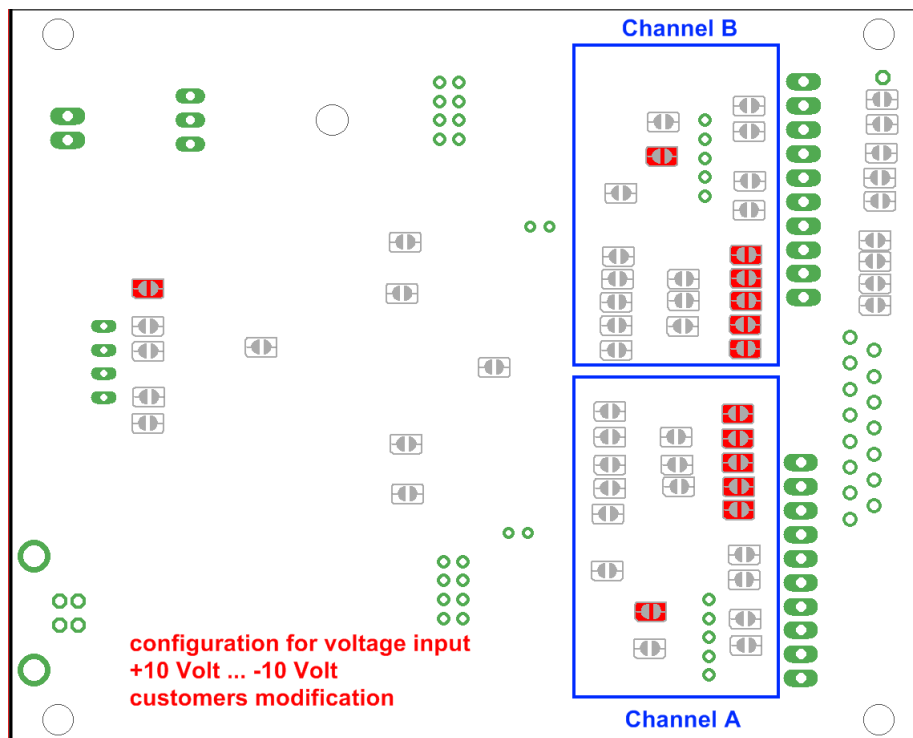 Channel B
configuration for voltage input
+10 Volt ... -10 Volt
customers modification
Channel A